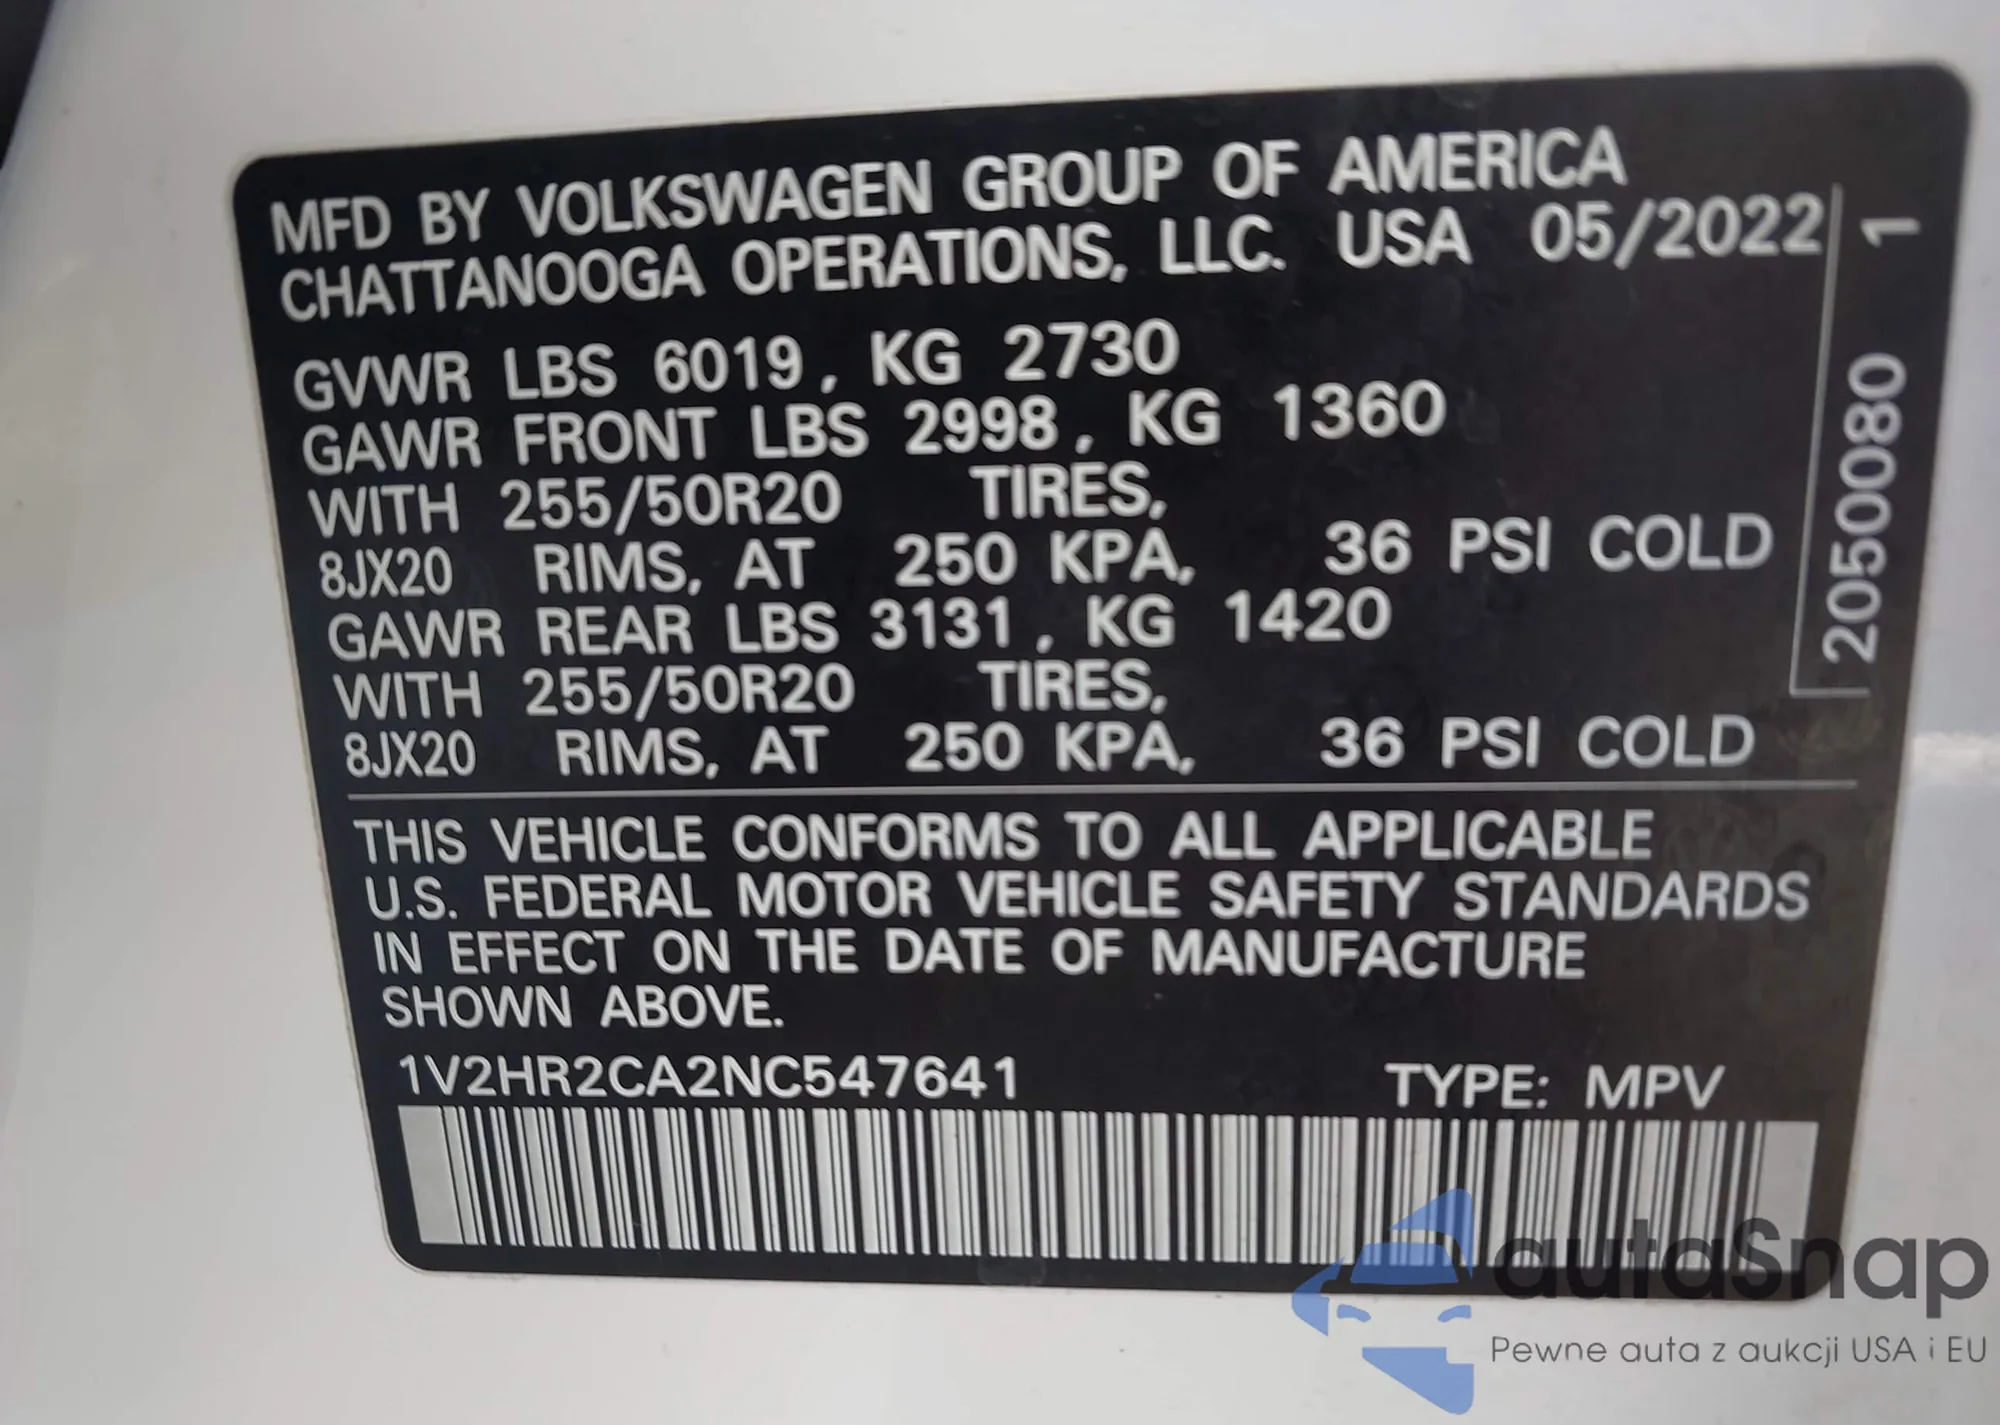 MFD BY VOLKSWAGEN GROUP OF AMERICA
CHATTANOOGA OPERATIONS, LLC. USA 05/2022
GVWR LBS 6019, KG 2730
GAWR FRONT LBS 2998, KG 1360
WITH 255/50R20 TIRES,
8JX20 RIMS, AT 250 KPA, 36 PSI COLD
GAWR REAR LBS 3131, KG 1420
WITH 255/50R20 TIRES,
8JX20 RIMS, AT 250 KPA, 36 PSI COLD
2050080 1
THIS VEHICLE CONFORMS TO ALL APPLICABLE
U.S. FEDERAL MOTOR VEHICLE SAFETY STANDARDS
IN EFFECT ON THE DATE OF MANUFACTURE
SHOWN ABOVE.
1V2HR2CA2NC547641 TYPE: MPV
autaSnap
Pewne auta z aukcji USA i EU